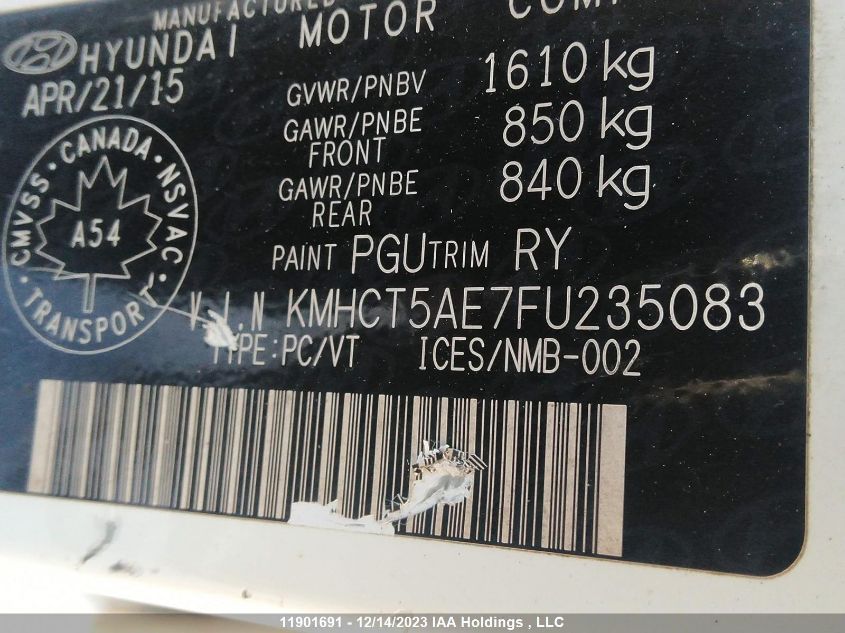 MANUFACTURED
HYUNDAI MOTOR
APR/21/15
GVWR/PNBV 1610 kg
GAWR/PNBE FRONT 850 kg
GAWR/PNBE REAR 840 kg
CMVSS · CANADA · NSVAC · TRANSPORT ·
A54
PAINT PGU TRIM RY
V.I.N KMHCT5AE7FU235083
TYPE:PC/VT ICES/NMB-002
11901691 - 12/14/2023 IAA Holdings , LLC